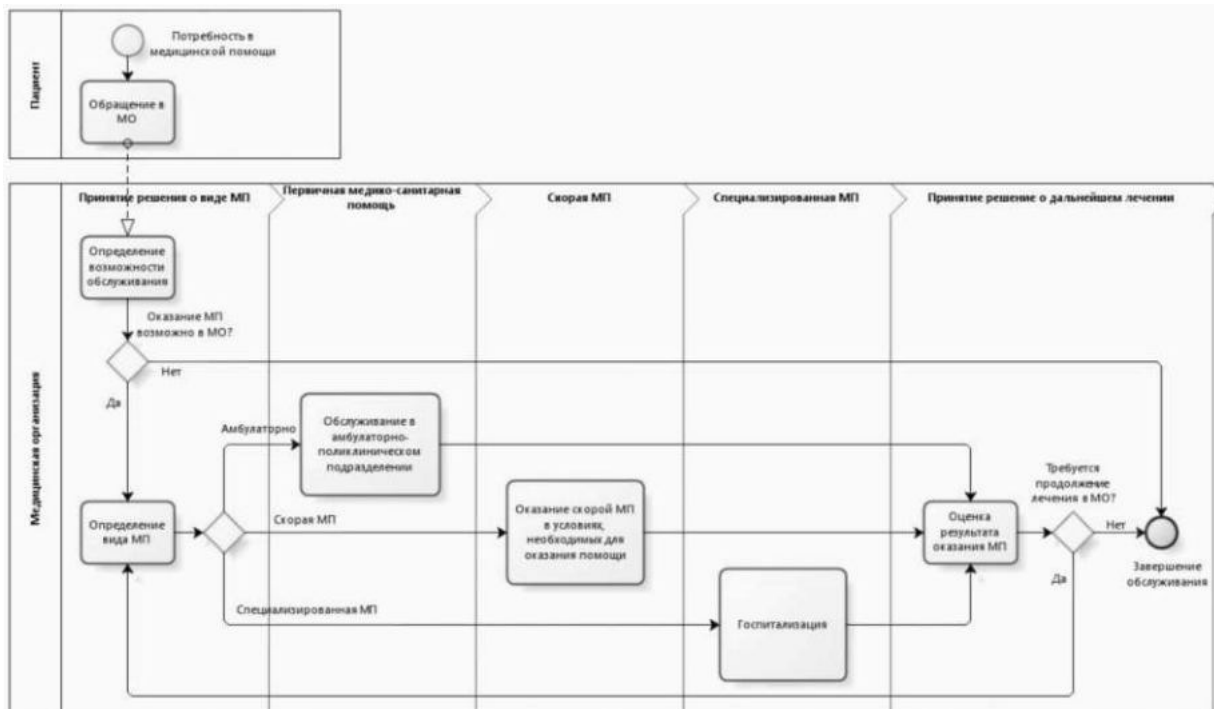 Пациент
Потребность в
медицинской помощи
Обращение в
МО
Медицинская организация
Принятие решения о виде МП
Первичная медико-санитарная
помощь
Скорая МП
Специализированная МП
Принятие решение о дальнейшем лечении
Определение
возможности
обслуживания
Оказание МП
возможно в МО?
Нет
Да
Амбулаторно
Обслуживание в
амбулаторно-
поликлиническом
подразделении
Определение
вида МП
Скорая МП
Оказание скорой МП
в условиях,
необходимых для
оказания помощи
Специализированная МП
Госпитализация
Оценка
результата
оказания МП
Требуется
продолжение
лечения в МО?
Нет
Да
Завершение
обслуживания